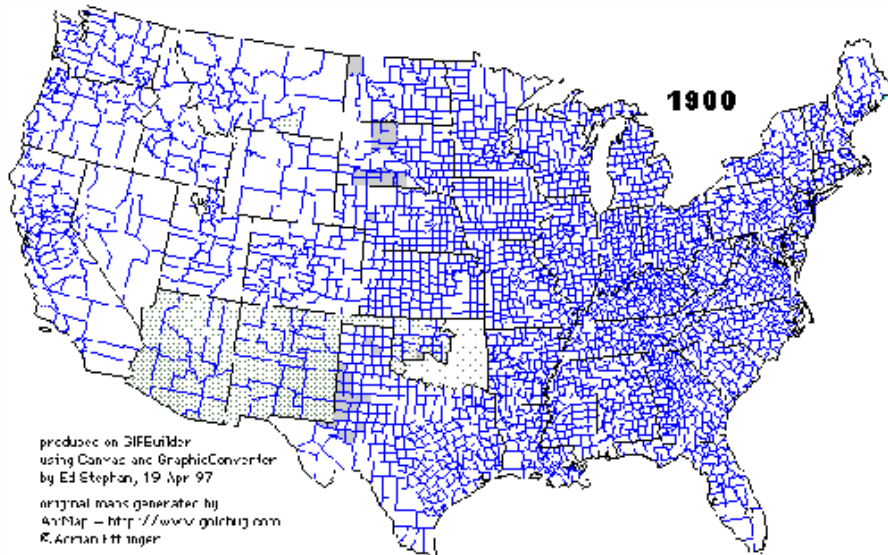 1900
produced on GIFBuilder
using Canvas and GraphicConverter
by Ed Stephan, 19 Apr 97
original maps generated by
AniMap – http://www.goldbug.com
© Adrian Ettlinger